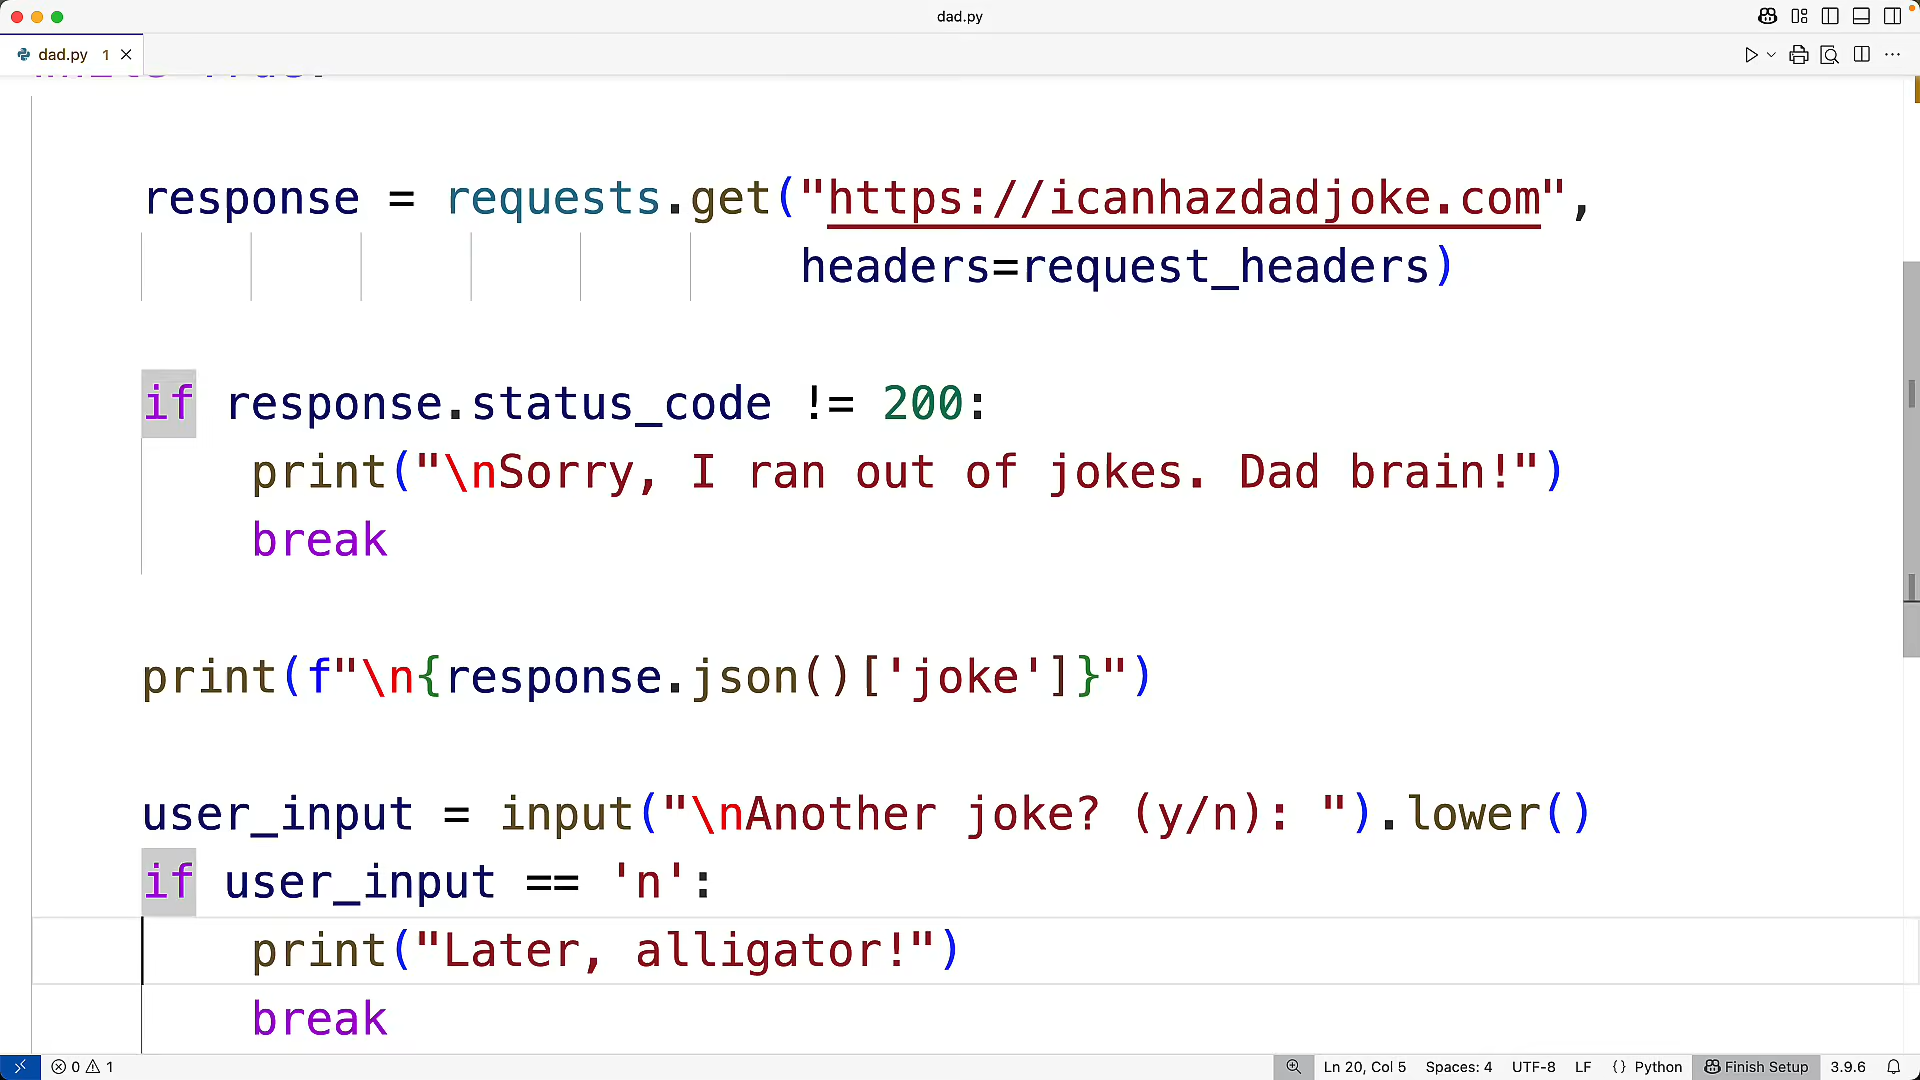 dad.py
dad.py 1
response = requests.get("https://icanhazdadjoke.com",
headers=request_headers)
if response.status_code != 200:
print("\nSorry, I ran out of jokes. Dad brain!")
break
print(f"\n{response.json()['joke']}")
user_input = input("\nAnother joke? (y/n): ").lower()
if user_input == 'n':
print("Later, alligator!")
break
0 1 Ln 20, Col 5 Spaces: 4 UTF-8 LF {} Python Finish Setup 3.9.6